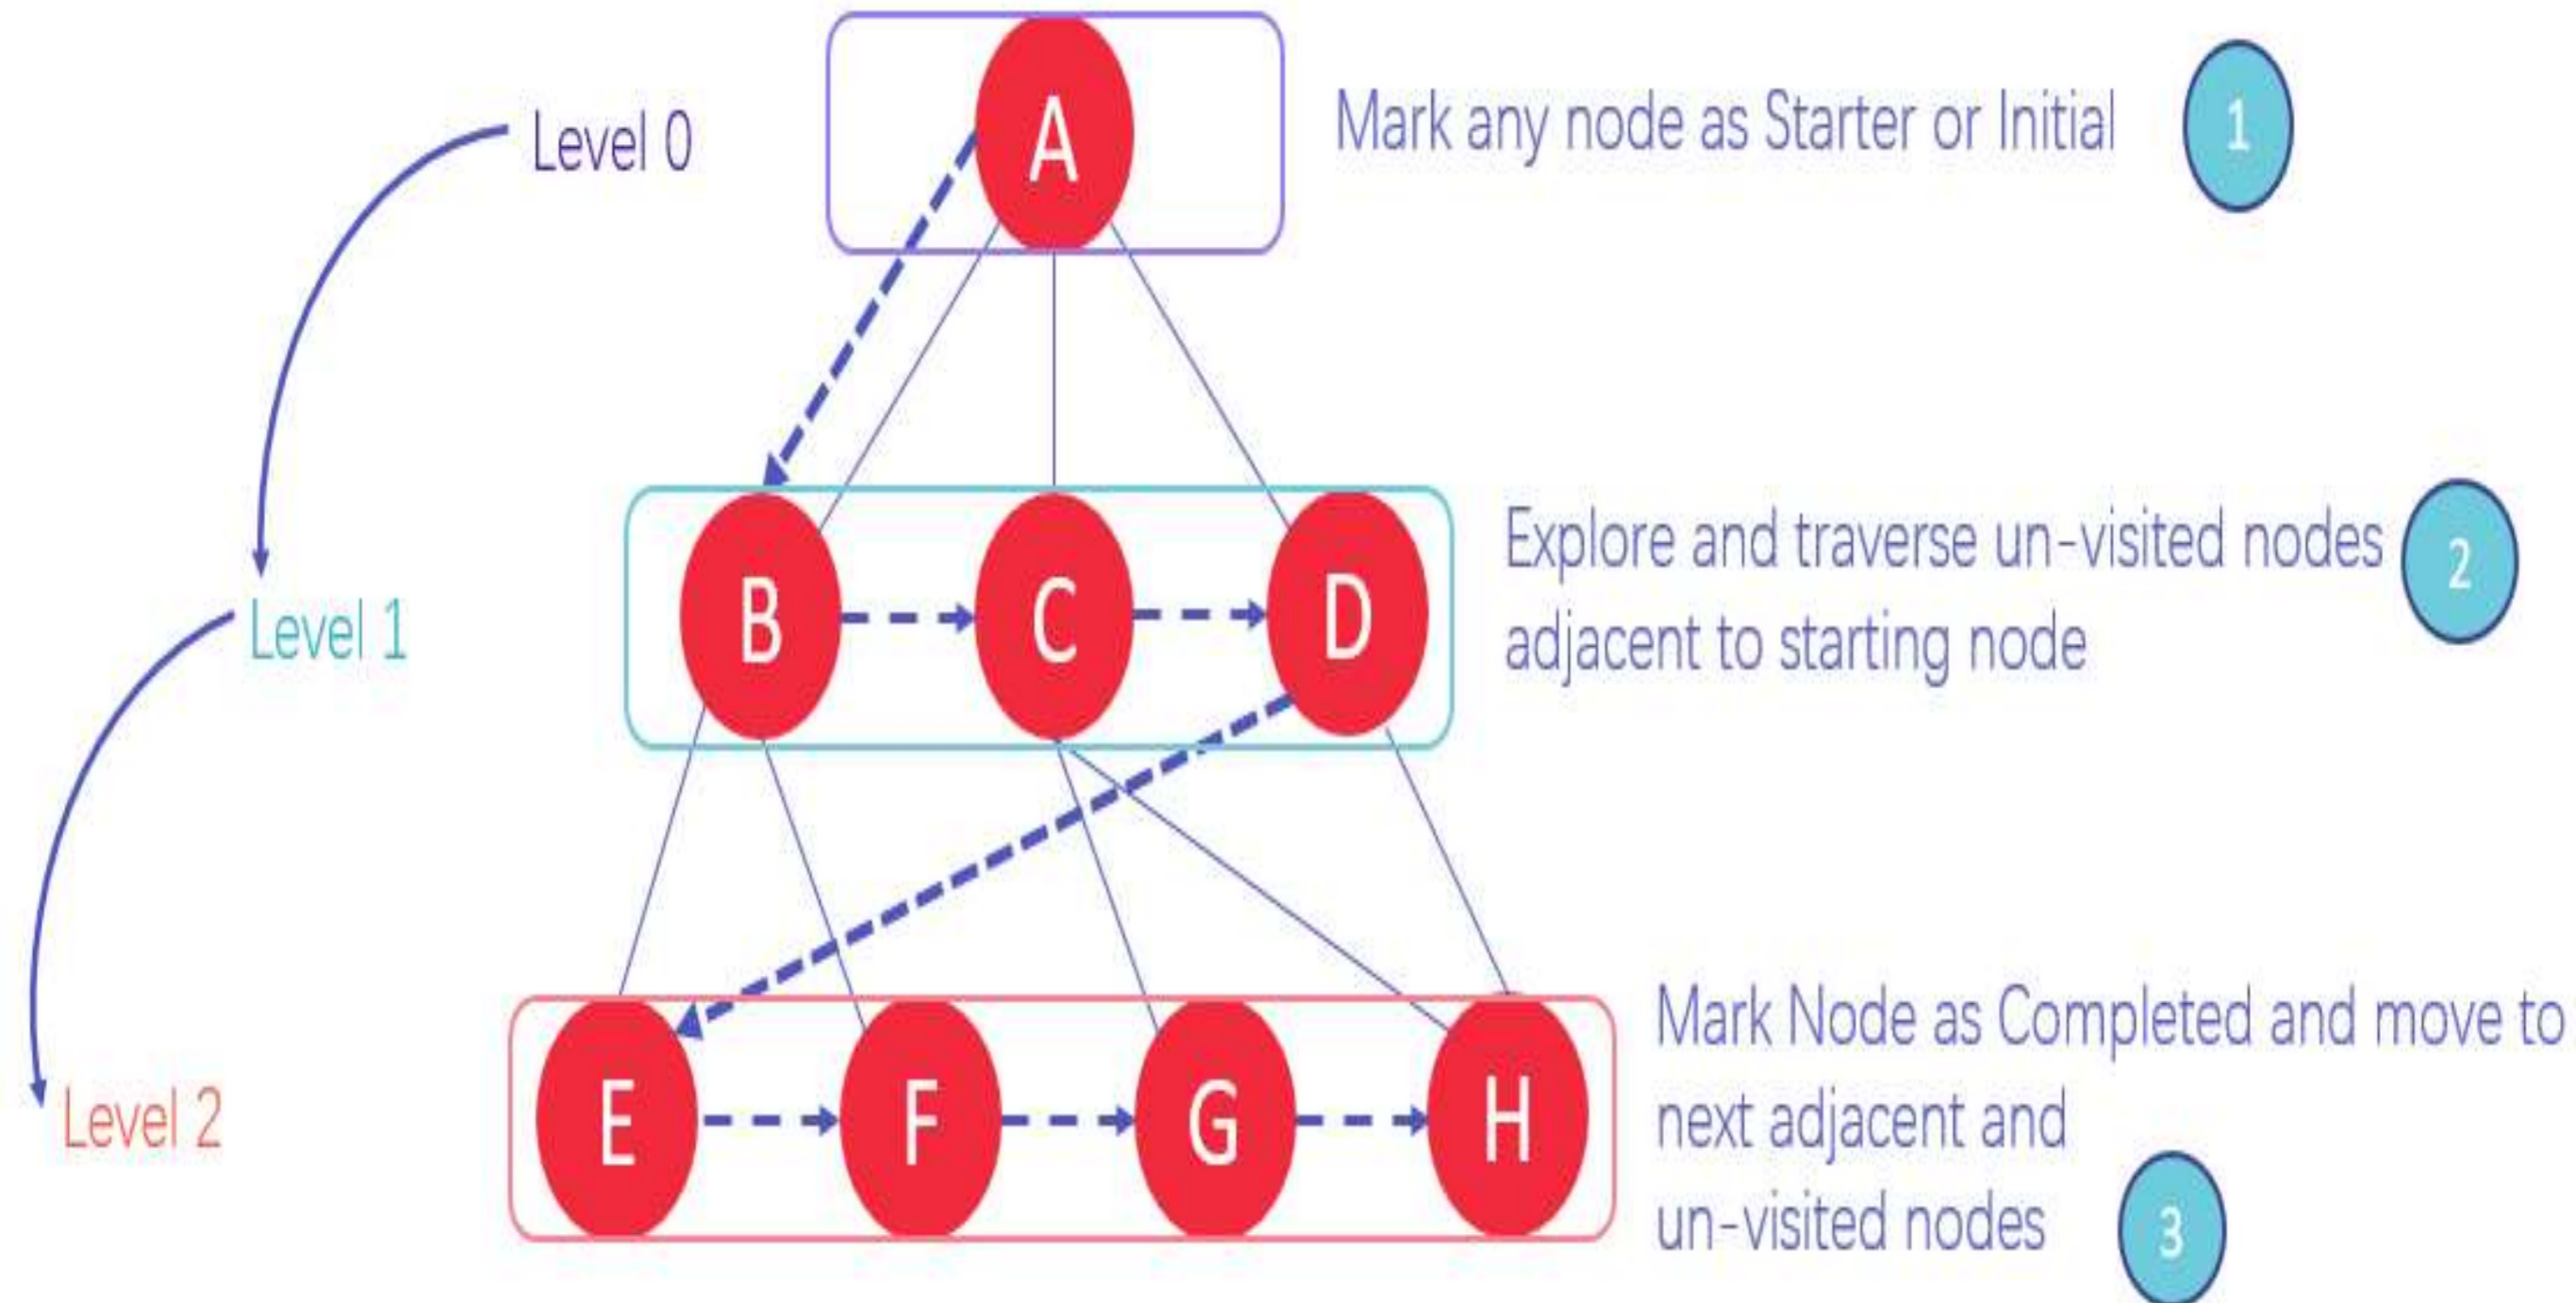 Level 0
A
Mark any node as Starter or Initial
1
Level 1
B
C
D
Explore and traverse un-visited nodes
adjacent to starting node
2
Level 2
E
F
G
H
Mark Node as Completed and move to
next adjacent and
un-visited nodes
3